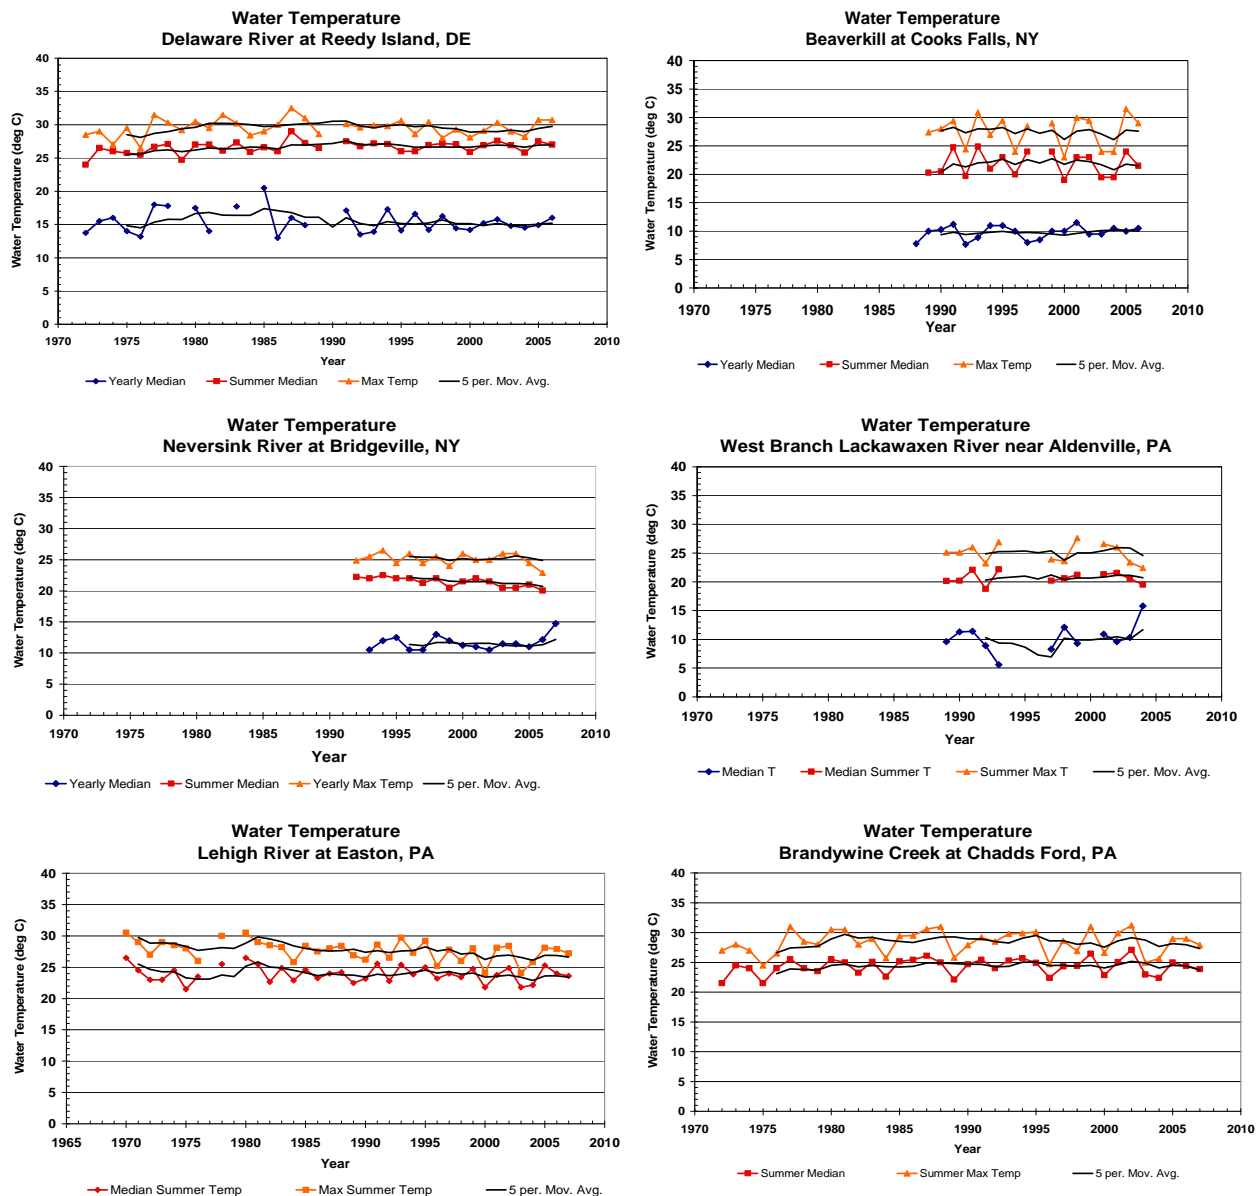 Water Temperature
Delaware River at Reedy Island, DE
Water Temperature (deg C)
40
35
30
25
20
15
10
5
0
1970 1975 1980 1985 1990 1995 2000 2005 2010
Year
Yearly Median Summer Median Max Temp 5 per. Mov. Avg.
Water Temperature
Beaverkill at Cooks Falls, NY
Water Temperature (deg C)
40
35
30
25
20
15
10
5
0
1970 1975 1980 1985 1990 1995 2000 2005 2010
Year
Yearly Median Summer Median Max Temp 5 per. Mov. Avg.
Water Temperature
Neversink River at Bridgeville, NY
Water Temperature (deg C)
40
35
30
25
20
15
10
5
0
1970 1975 1980 1985 1990 1995 2000 2005 2010
Year
Yearly Median Summer Median Yearly Max Temp 5 per. Mov. Avg.
Water Temperature
West Branch Lackawaxen River near Aldenville, PA
Water Temperature (deg C)
40
35
30
25
20
15
10
5
0
1970 1975 1980 1985 1990 1995 2000 2005 2010
Year
Median T Median Summer T Summer Max T 5 per. Mov. Avg.
Water Temperature
Lehigh River at Easton, PA
Water Temperature (deg C)
40
35
30
25
20
15
10
5
0
1965 1970 1975 1980 1985 1990 1995 2000 2005 2010
Year
Median Summer Temp Max Summer Temp 5 per. Mov. Avg.
Water Temperature
Brandywine Creek at Chadds Ford, PA
Water Temperature (deg C)
40
35
30
25
20
15
10
5
0
1970 1975 1980 1985 1990 1995 2000 2005 2010
Year
Summer Median Summer Max Temp 5 per. Mov. Avg.